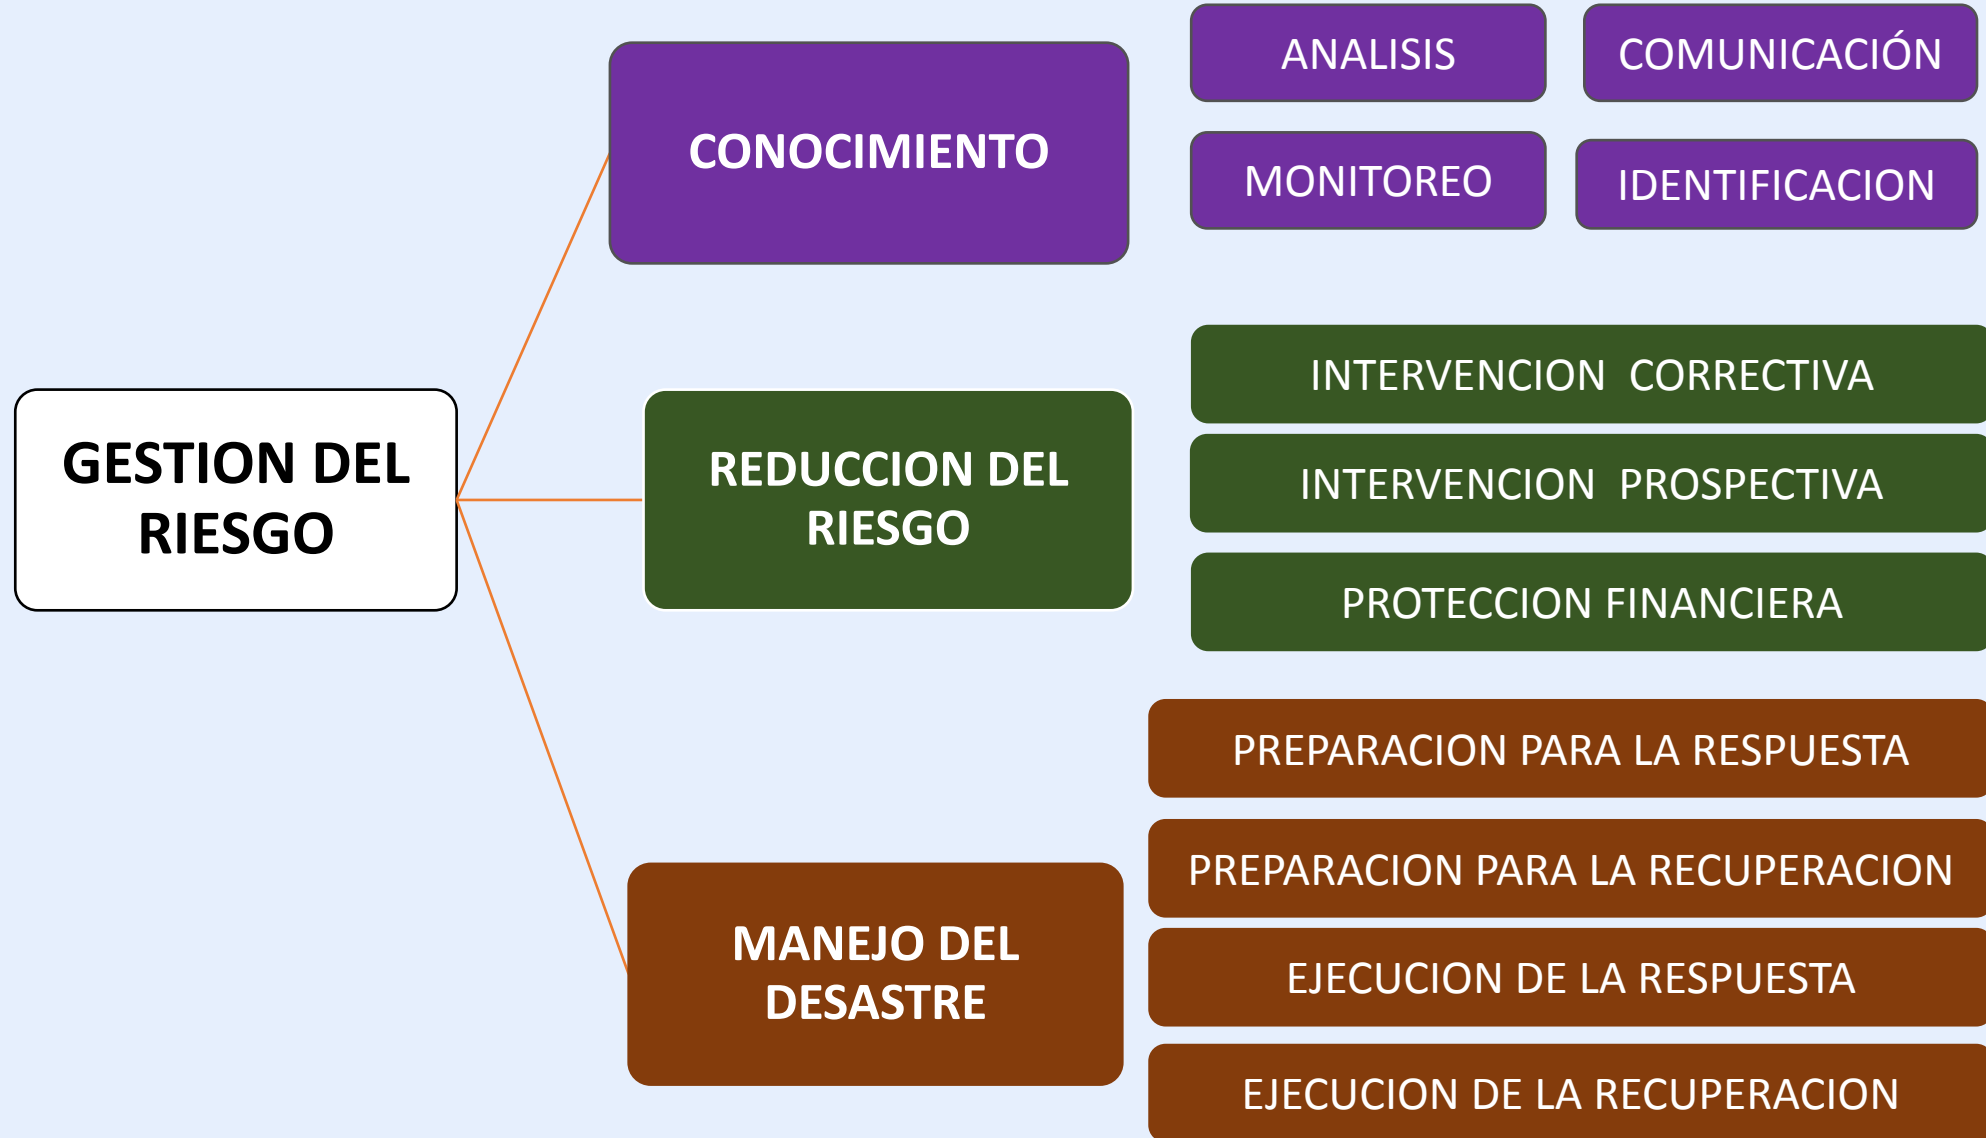 GESTION DEL
RIESGO
CONOCIMIENTO
ANALISIS
COMUNICACIÓN
MONITOREO
IDENTIFICACION
REDUCCION DEL
RIESGO
INTERVENCION CORRECTIVA
INTERVENCION PROSPECTIVA
PROTECCION FINANCIERA
MANEJO DEL
DESASTRE
PREPARACION PARA LA RESPUESTA
PREPARACION PARA LA RECUPERACION
EJECUCION DE LA RESPUESTA
EJECUCION DE LA RECUPERACION